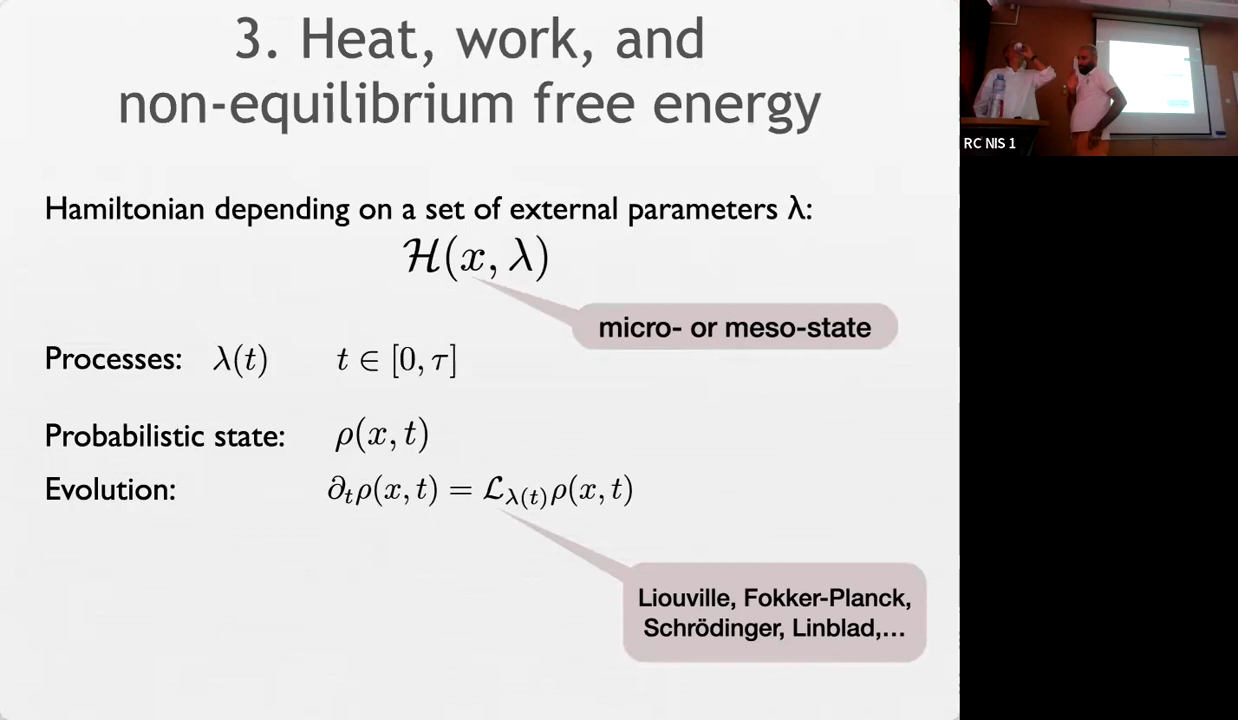 3. Heat, work, and
non-equilibrium free energy
RC NIS 1
Hamiltonian depending on a set of external parameters λ:
ℋ(x, λ)
micro- or meso-state
Processes: λ(t) t ∈ [0, τ]
Probabilistic state: ρ(x, t)
Evolution: ∂ₜρ(x, t) = ℒ_λ(t)ρ(x, t)
Liouville, Fokker-Planck,
Schrödinger, Linblad,...